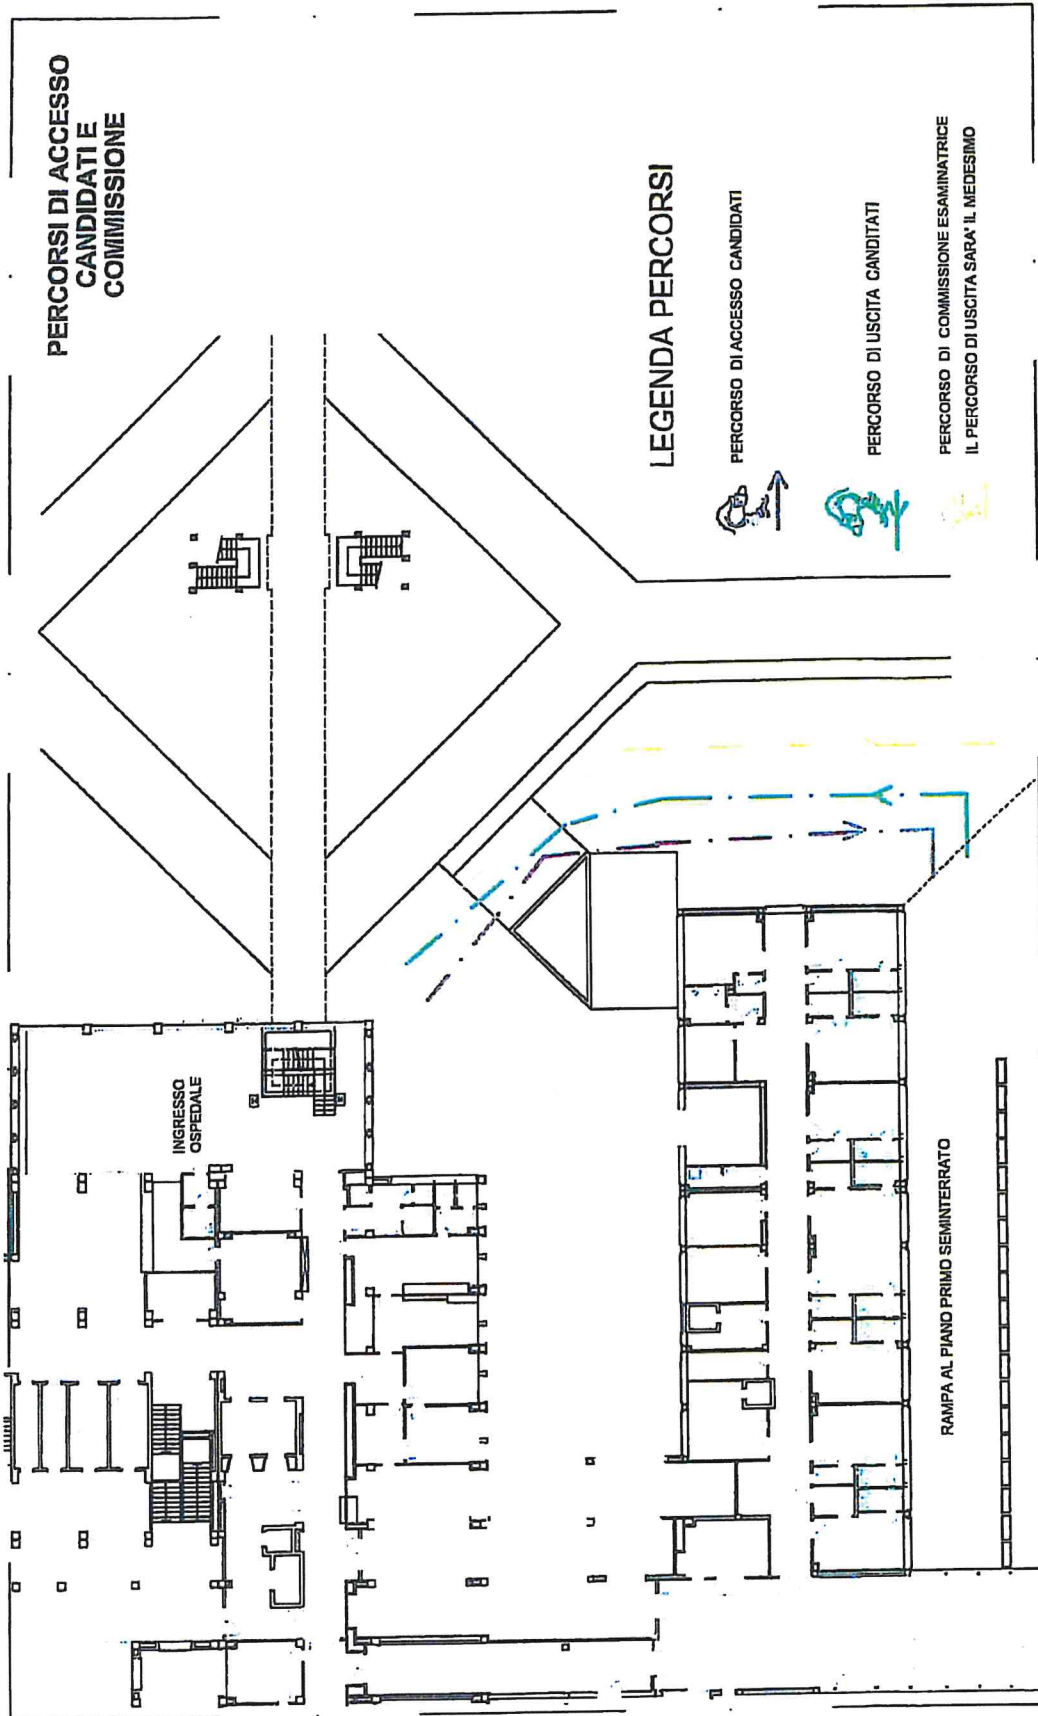 PERCORSI DI ACCESSO
CANDIDATI E
COMMISSIONE
LEGENDA PERCORSI
PERCORSO DI ACCESSO CANDIDATI
PERCORSO DI USCITA CANDITATI
PERCORSO DI COMMISSIONE ESAMINATRICE
IL PERCORSO DI USCITA SARA' IL MEDESIMO
INGRESSO
OSPEDALE
RAMPA AL PIANO PRIMO SEMINTERRATO